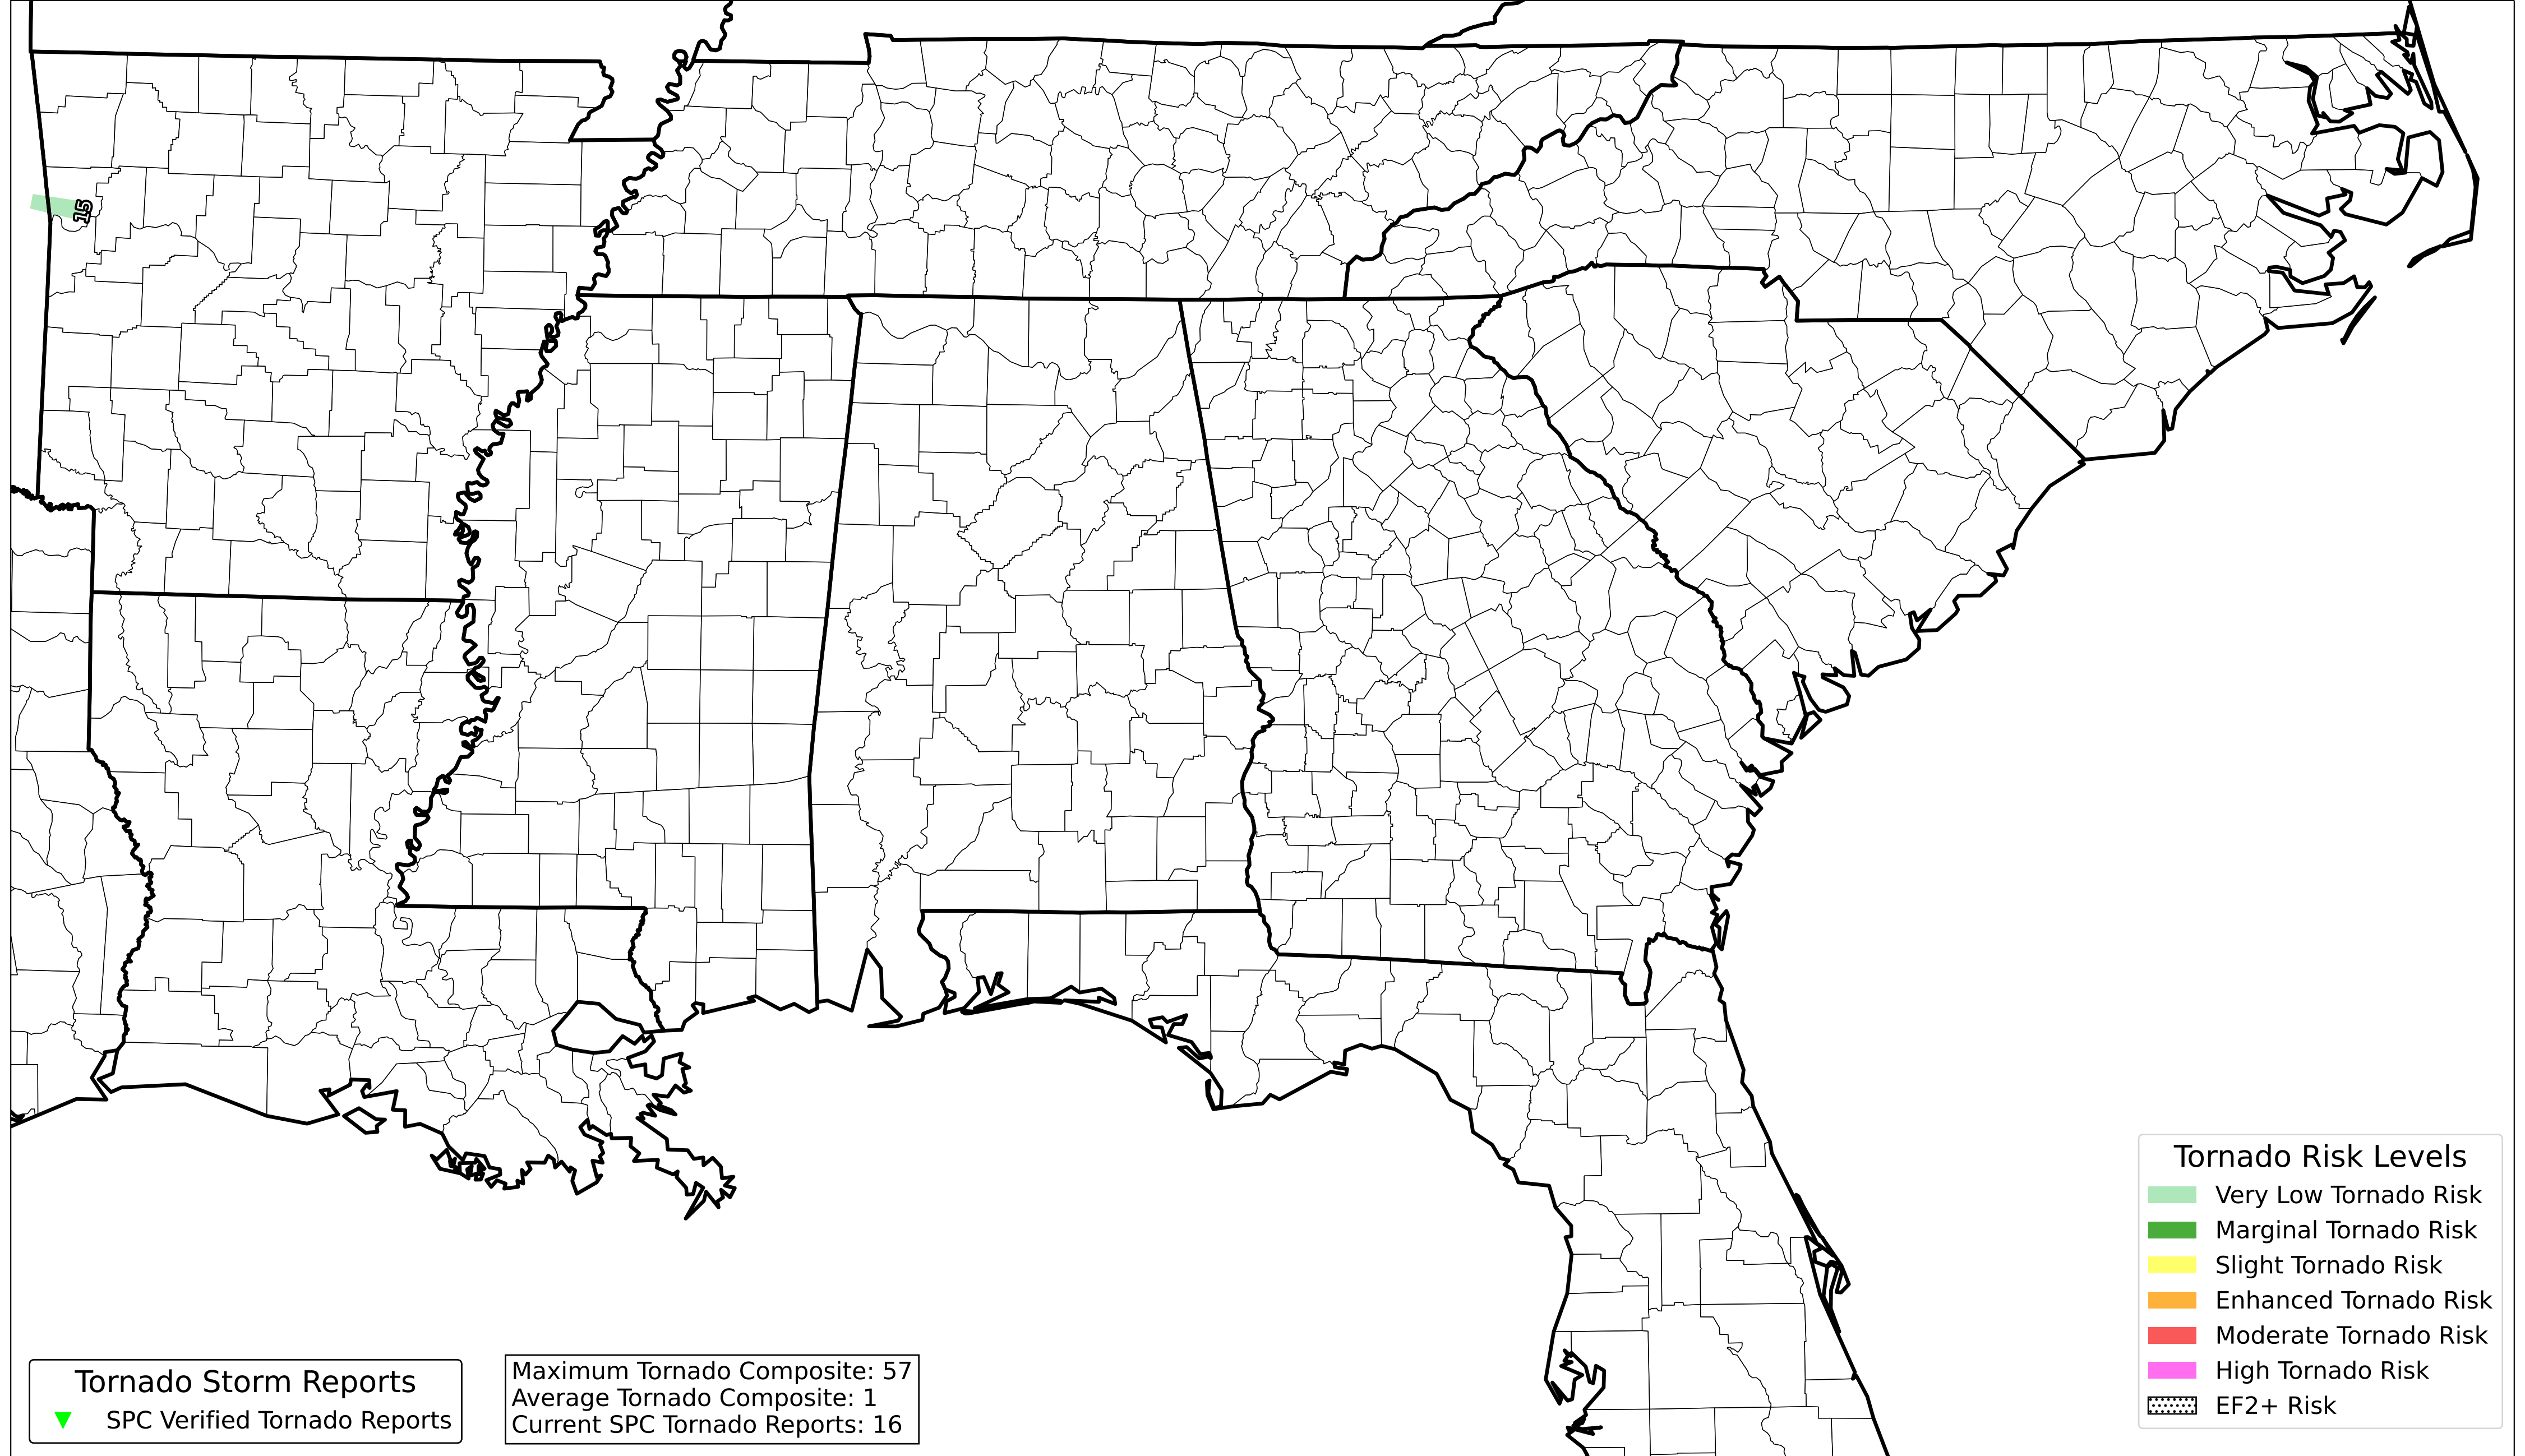 15
Tornado Risk Levels
Very Low Tornado Risk
Marginal Tornado Risk
Slight Tornado Risk
Enhanced Tornado Risk
Moderate Tornado Risk
High Tornado Risk
EF2+ Risk
Tornado Storm Reports
SPC Verified Tornado Reports
Maximum Tornado Composite: 57
Average Tornado Composite: 1
Current SPC Tornado Reports: 16